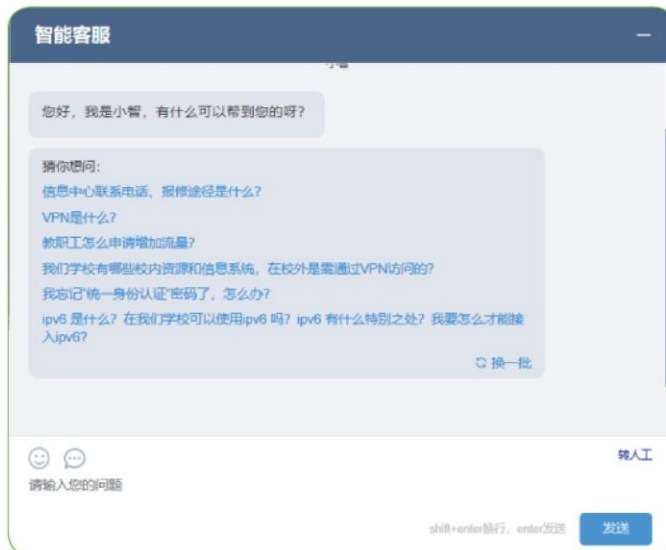 智能客服
您好，我是小智，有什么可以帮到您的呀？
猜你想问：
信息中心联系电话、报修途径是什么？
VPN是什么？
教职工怎么申请增加流量？
我们学校有哪些校内资源和信息系统，在校外是需通过VPN访问的？
我忘记“统一身份认证”密码了，怎么办？
ipv6 是什么？在我们学校可以使用ipv6 吗？ipv6 有什么特别之处？我要怎么才能接
入ipv6？
换一批
转人工
请输入您的问题
shift+enter换行，enter发送
发送